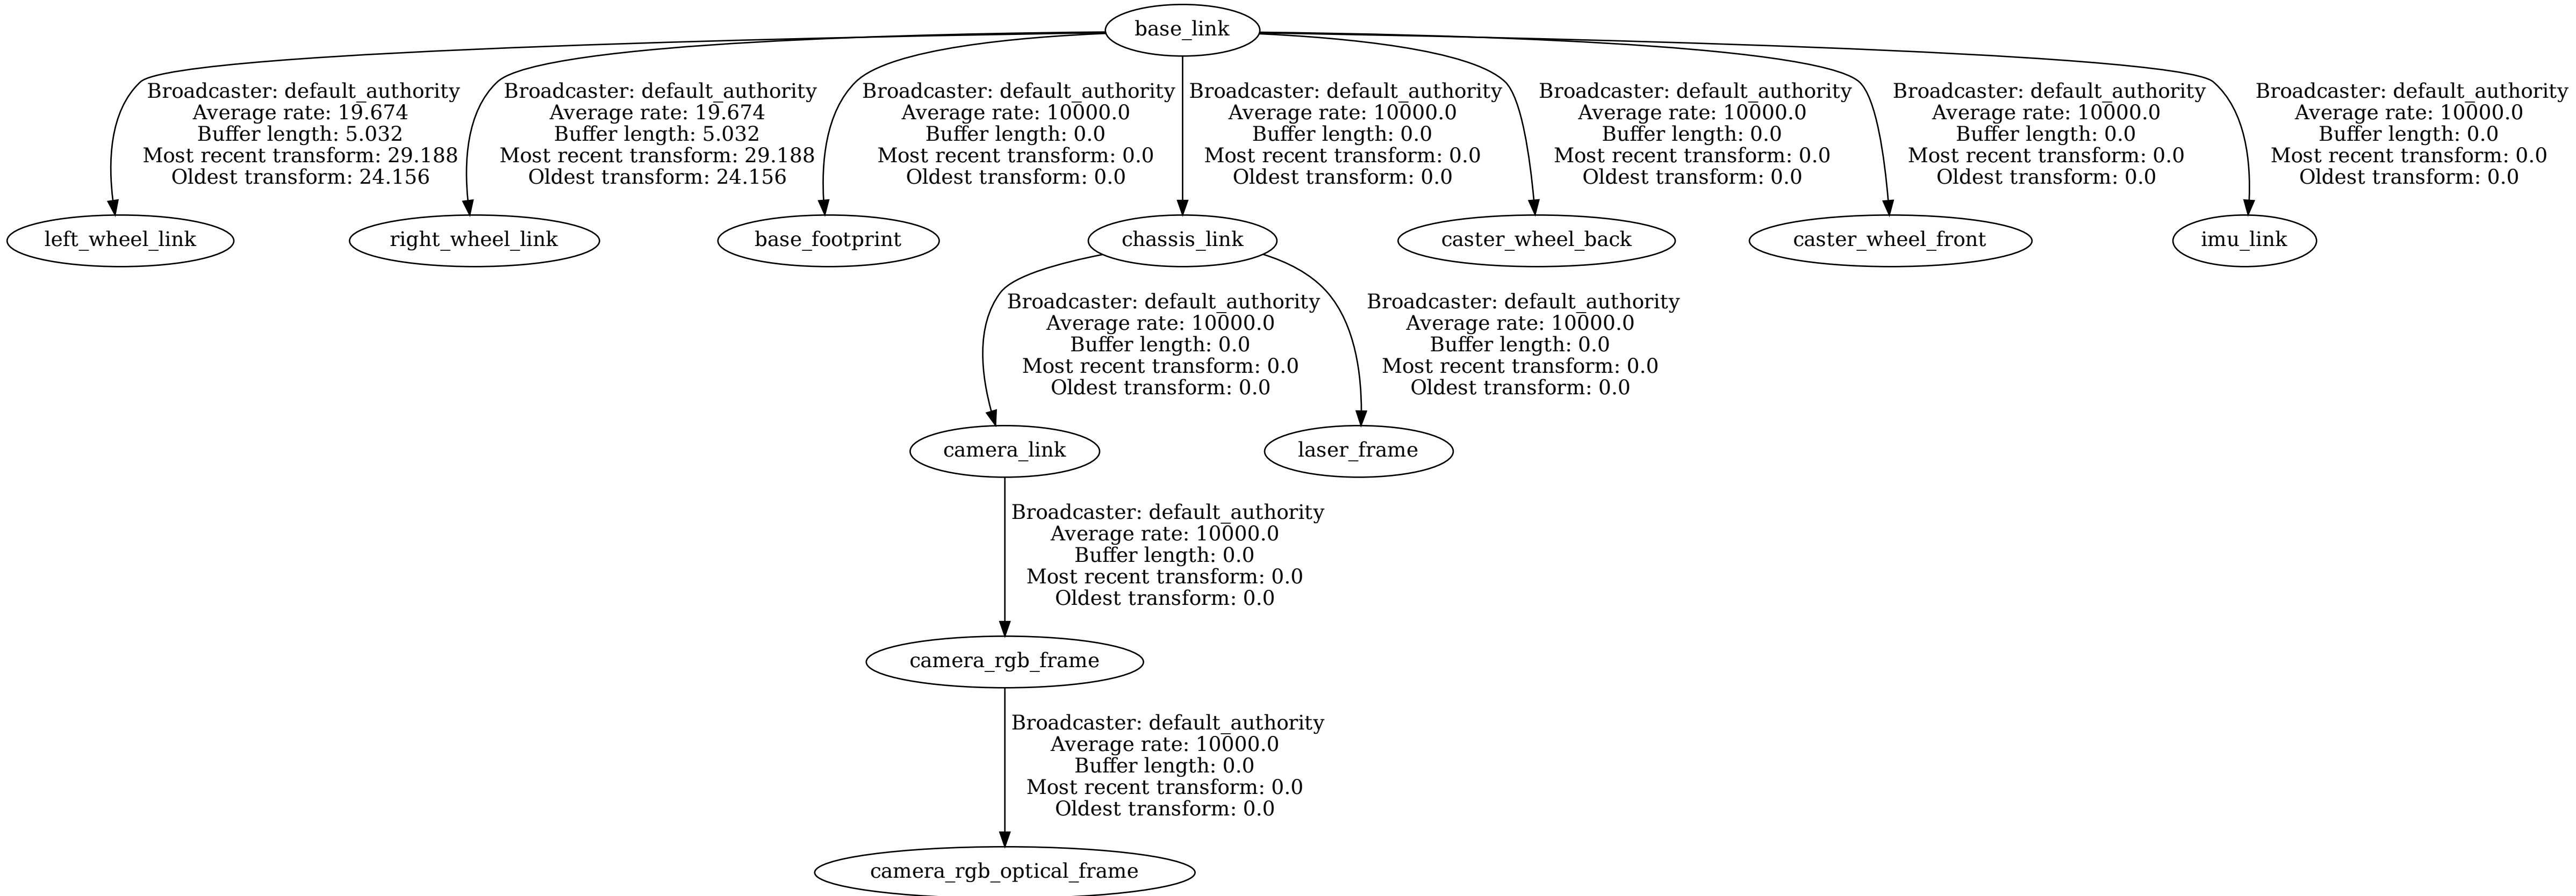 base_link
Broadcaster: default_authority
Average rate: 19.674
Buffer length: 5.032
Most recent transform: 29.188
Oldest transform: 24.156
Broadcaster: default_authority
Average rate: 19.674
Buffer length: 5.032
Most recent transform: 29.188
Oldest transform: 24.156
Broadcaster: default_authority
Average rate: 10000.0
Buffer length: 0.0
Most recent transform: 0.0
Oldest transform: 0.0
Broadcaster: default_authority
Average rate: 10000.0
Buffer length: 0.0
Most recent transform: 0.0
Oldest transform: 0.0
Broadcaster: default_authority
Average rate: 10000.0
Buffer length: 0.0
Most recent transform: 0.0
Oldest transform: 0.0
Broadcaster: default_authority
Average rate: 10000.0
Buffer length: 0.0
Most recent transform: 0.0
Oldest transform: 0.0
Broadcaster: default_authority
Average rate: 10000.0
Buffer length: 0.0
Most recent transform: 0.0
Oldest transform: 0.0
left_wheel_link
right_wheel_link
base_footprint
chassis_link
caster_wheel_back
caster_wheel_front
imu_link
Broadcaster: default_authority
Average rate: 10000.0
Buffer length: 0.0
Most recent transform: 0.0
Oldest transform: 0.0
Broadcaster: default_authority
Average rate: 10000.0
Buffer length: 0.0
Most recent transform: 0.0
Oldest transform: 0.0
camera_link
laser_frame
Broadcaster: default_authority
Average rate: 10000.0
Buffer length: 0.0
Most recent transform: 0.0
Oldest transform: 0.0
camera_rgb_frame
Broadcaster: default_authority
Average rate: 10000.0
Buffer length: 0.0
Most recent transform: 0.0
Oldest transform: 0.0
camera_rgb_optical_frame